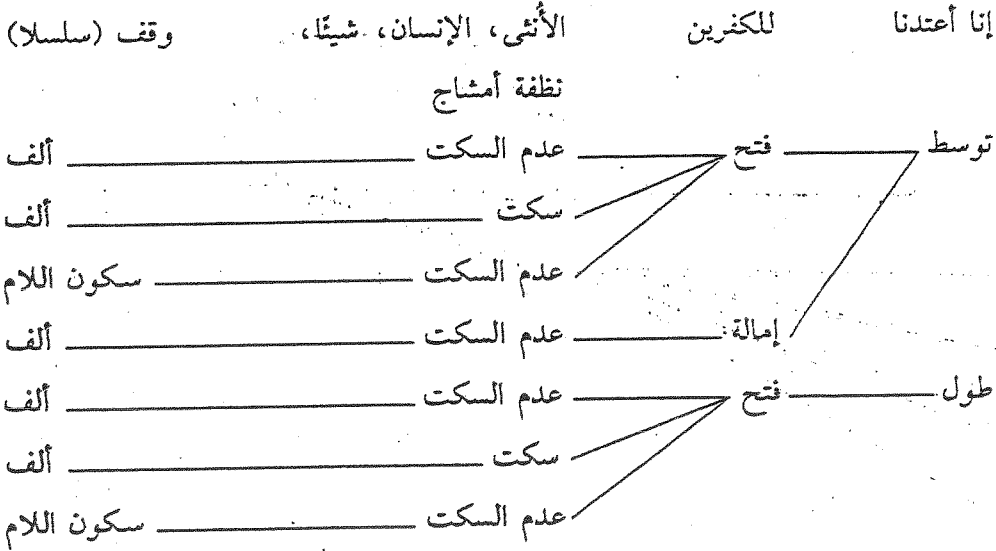 إنا أعتدنا للكفرين الأُنثى، الإنسان، شيئًا، وقف (سلسلا)
نظفة أمشاج
توسط فتح عدم السكت ألف
سكت ألف
عدم السكت سكون اللام
إمالة عدم السكت ألف
طول فتح عدم السكت ألف
سكت ألف
عدم السكت سكون اللام